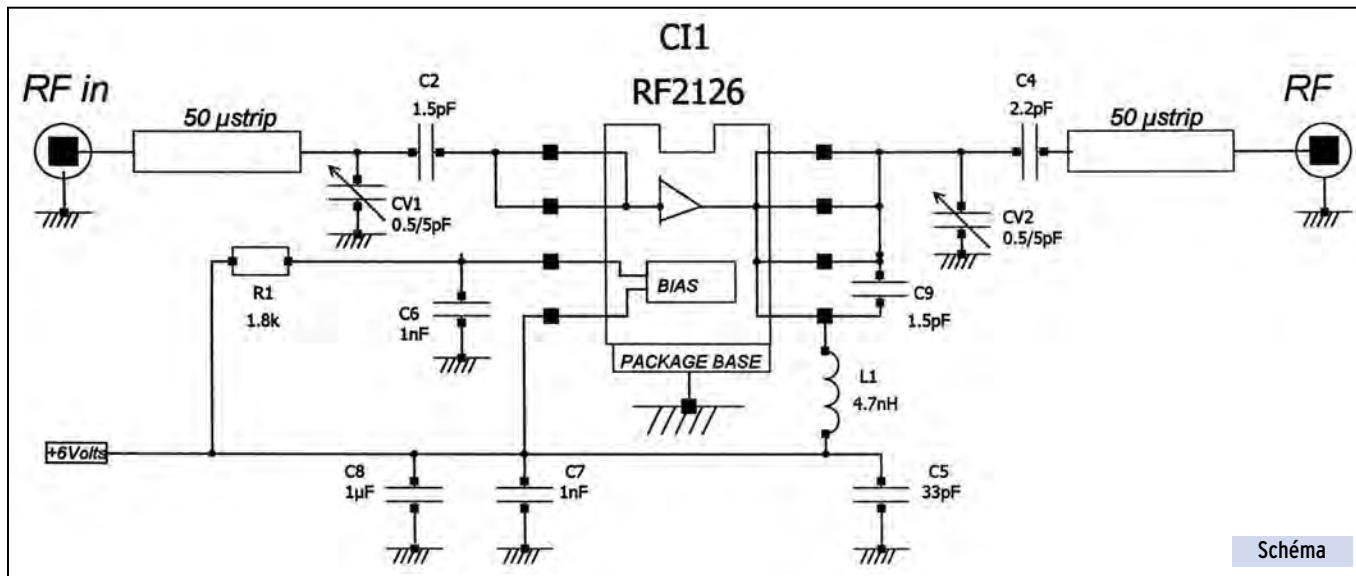 CI1
RF2126
RF in
50 µstrip
C2
1.5pF
CV1
0.5/5pF
R1
1.8k
C6
1nF
BIAS
PACKAGE BASE
C4
2.2pF
50 µstrip
RF
CV2
0.5/5pF
C9
1.5pF
L1
4.7nH
+6Volts
C8
1µF
C7
1nF
C5
33pF
Schéma